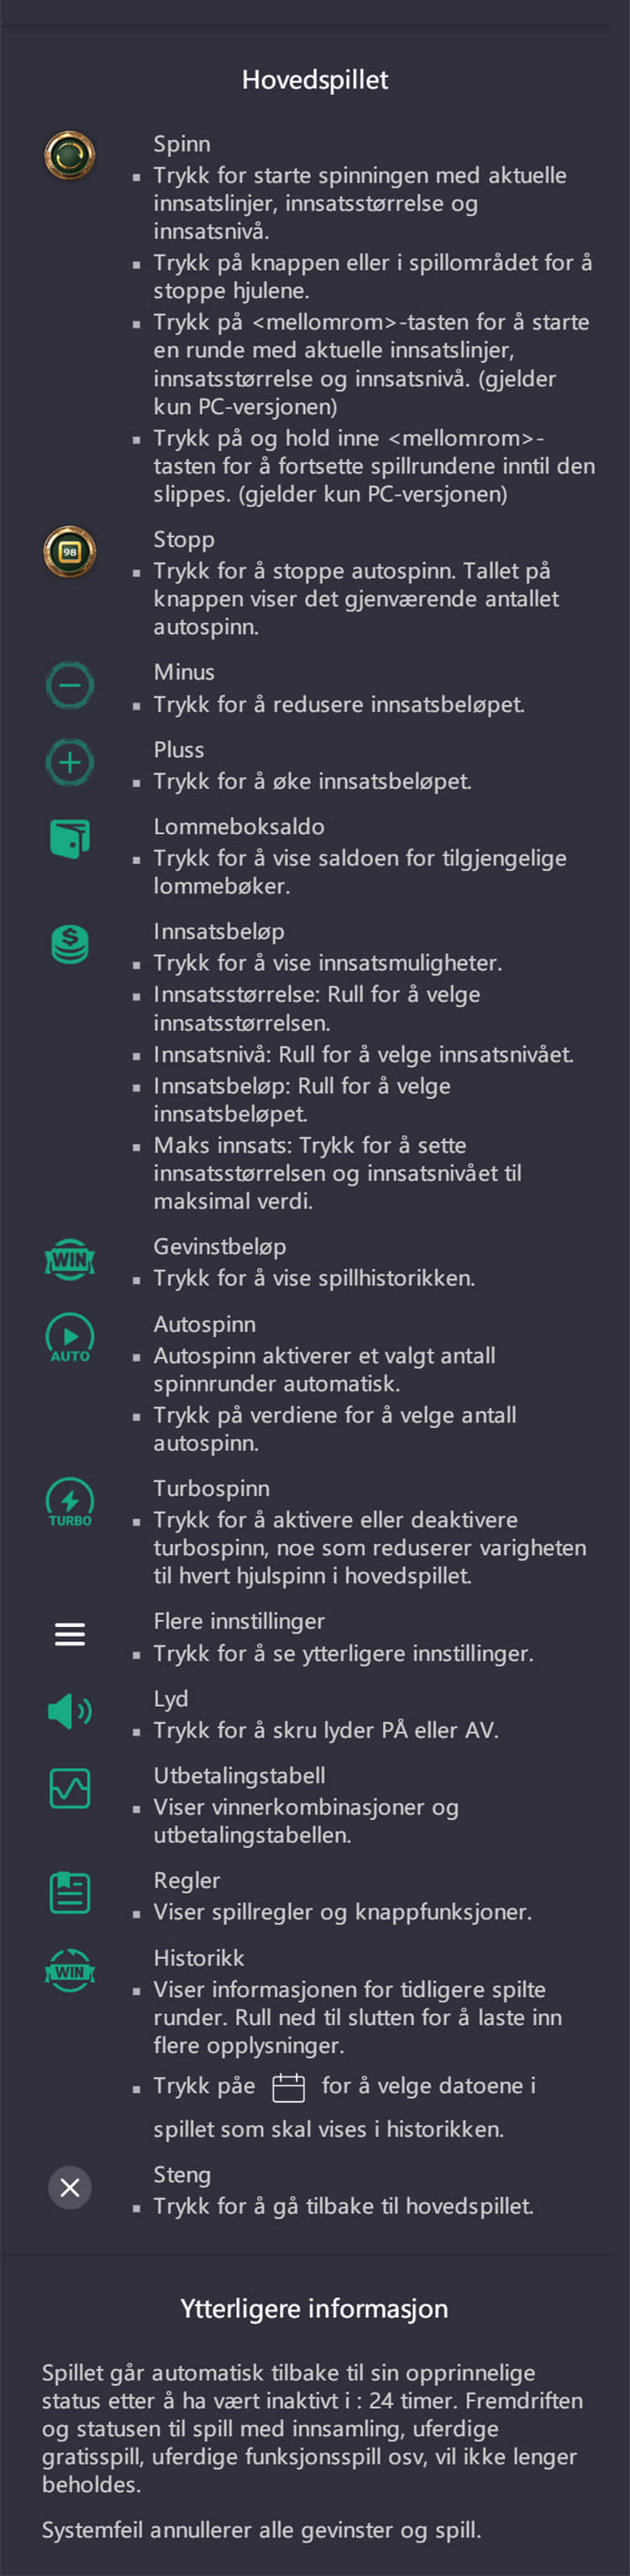 Hovedspillet
Spinn
▪ Trykk for starte spinningen med aktuelle
innsatslinjer, innsatsstørrelse og
innsatsnivå.
▪ Trykk på knappen eller i spillområdet for å
stoppe hjulene.
▪ Trykk på <mellomrom>-tasten for å starte
en runde med aktuelle innsatslinjer,
innsatsstørrelse og innsatsnivå. (gjelder
kun PC-versjonen)
▪ Trykk på og hold inne <mellomrom>-
tasten for å fortsette spillrundene inntil den
slippes. (gjelder kun PC-versjonen)
98
Stopp
▪ Trykk for å stoppe autospinn. Tallet på
knappen viser det gjenværende antallet
autospinn.
Minus
▪ Trykk for å redusere innsatsbeløpet.
Pluss
▪ Trykk for å øke innsatsbeløpet.
Lommeboksaldo
▪ Trykk for å vise saldoen for tilgjengelige
lommebøker.
Innsatsbeløp
▪ Trykk for å vise innsatsmuligheter.
▪ Innsatsstørrelse: Rull for å velge
innsatsstørrelsen.
▪ Innsatsnivå: Rull for å velge innsatsnivået.
▪ Innsatsbeløp: Rull for å velge
innsatsbeløpet.
▪ Maks innsats: Trykk for å sette
innsatsstørrelsen og innsatsnivået til
maksimal verdi.
WIN
Gevinstbeløp
▪ Trykk for å vise spillhistorikken.
AUTO
Autospinn
▪ Autospinn aktiverer et valgt antall
spinnrunder automatisk.
▪ Trykk på verdiene for å velge antall
autospinn.
TURBO
Turbospinn
▪ Trykk for å aktivere eller deaktivere
turbospinn, noe som reduserer varigheten
til hvert hjulspinn i hovedspillet.
Flere innstillinger
▪ Trykk for å se ytterligere innstillinger.
Lyd
▪ Trykk for å skru lyder PÅ eller AV.
Utbetalingstabell
▪ Viser vinnerkombinasjoner og
utbetalingstabellen.
Regler
▪ Viser spillregler og knappfunksjoner.
WIN
Historikk
▪ Viser informasjonen for tidligere spilte
runder. Rull ned til slutten for å laste inn
flere opplysninger.
▪ Trykk påe for å velge datoene i
spillet som skal vises i historikken.
Steng
▪ Trykk for å gå tilbake til hovedspillet.
Ytterligere informasjon
Spillet går automatisk tilbake til sin opprinnelige
status etter å ha vært inaktivt i : 24 timer. Fremdriften
og statusen til spill med innsamling, uferdige
gratisspill, uferdige funksjonsspill osv, vil ikke lenger
beholdes.
Systemfeil annullerer alle gevinster og spill.